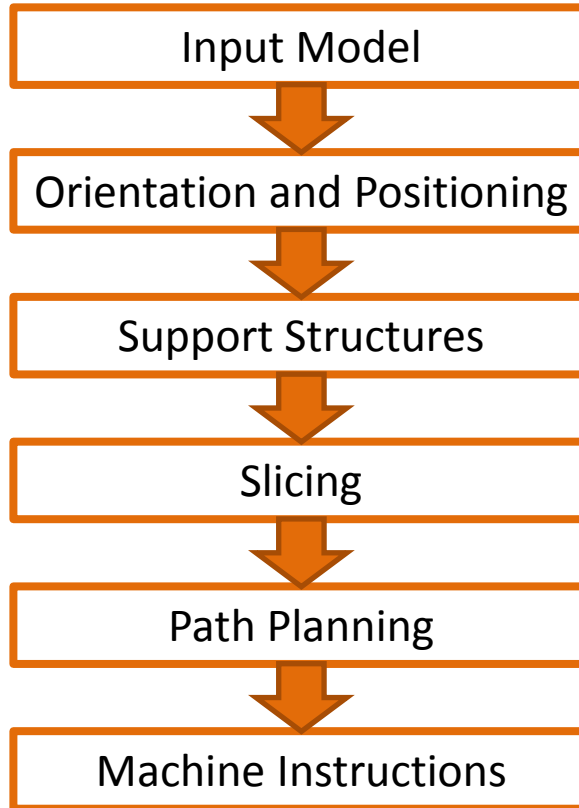 Input Model
Orientation and Positioning
Support Structures
Slicing
Path Planning
Machine Instructions